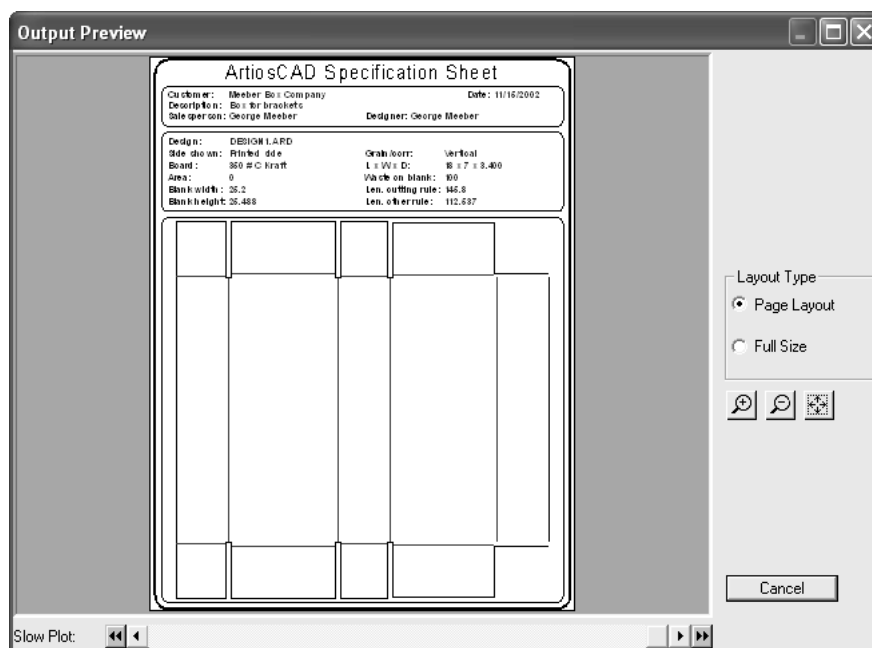 Output Preview
ArtiosCAD Specification Sheet
Customer: Meeber Box Company Date: 11/15/2002
Description: Box for brackets
Salesperson: George Meeber Designer: George Meeber
Design: DESIGN1.ARD
Side shown: Printed side Grain/corr: Vertical
Board: 350 # C Kraft L x W x D: 18 x 7 x 3.400
Area: 0 Waste on blank: 100
Blank width: 25.2 Len. cutting rule: 145.8
Blank height: 25.488 Len. other rule: 112.537
Layout Type
Page Layout
Full Size
Cancel
Slow Plot: